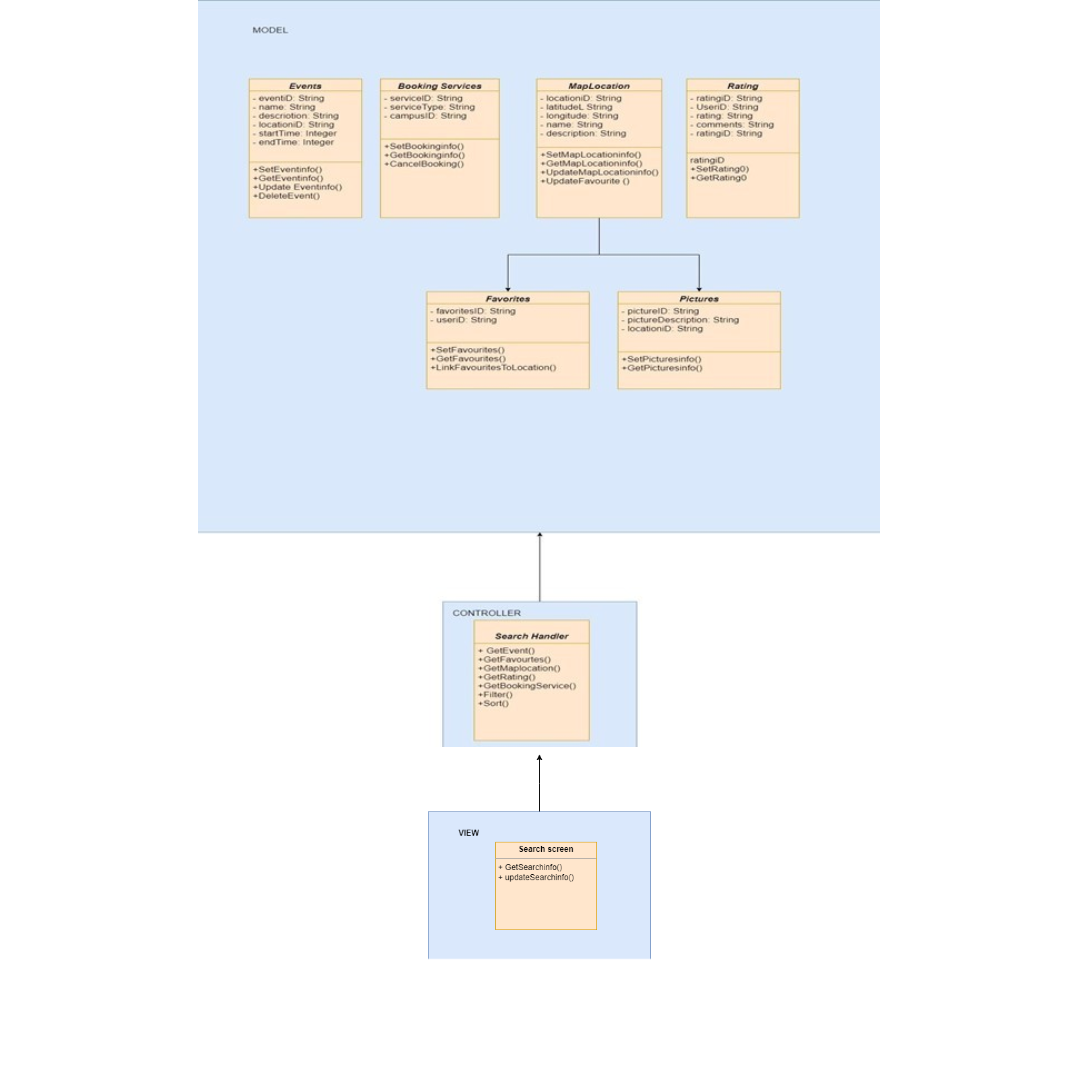 MODEL
Events
- eventiD: String
- name: String
- descriotion: String
- locationiD: String
- startTime: Integer
- endTime: Integer
+SetEventinfo()
+GetEventinfo()
+Update Eventinfo()
+DeleteEvent()
Booking Services
- serviceID: String
- serviceType: String
- campusID: String
+SetBookinginfo()
+GetBookinginfo()
+CancelBooking()
MapLocation
- locationiD: String
- latitudeL String
- longitude: String
- name: String
- description: String
+SetMapLocationinfo()
+GetMapLocationinfo()
+UpdateMapLocationinfo()
+UpdateFavourite ()
Rating
- ratingiD: String
- UseriD: String
- rating: String
- comments: String
- ratingiD: String
ratingiD
+SetRating0)
+GetRating0
Favorites
- favoritesID: String
- useriD: String
+SetFavourites()
+GetFavourites()
+LinkFavouritesToLocation()
Pictures
- pictureID: String
- pictureDescription: String
- locationiD: String
+SetPicturesinfo()
+GetPicturesinfo()
CONTROLLER
Search Handler
+ GetEvent()
+GetFavourtes()
+GetMaplocation()
+GetRating()
+GetBookingService()
+Filter()
+Sort()
VIEW
Search screen
+ GetSearchinfo()
+ updateSearchinfo()